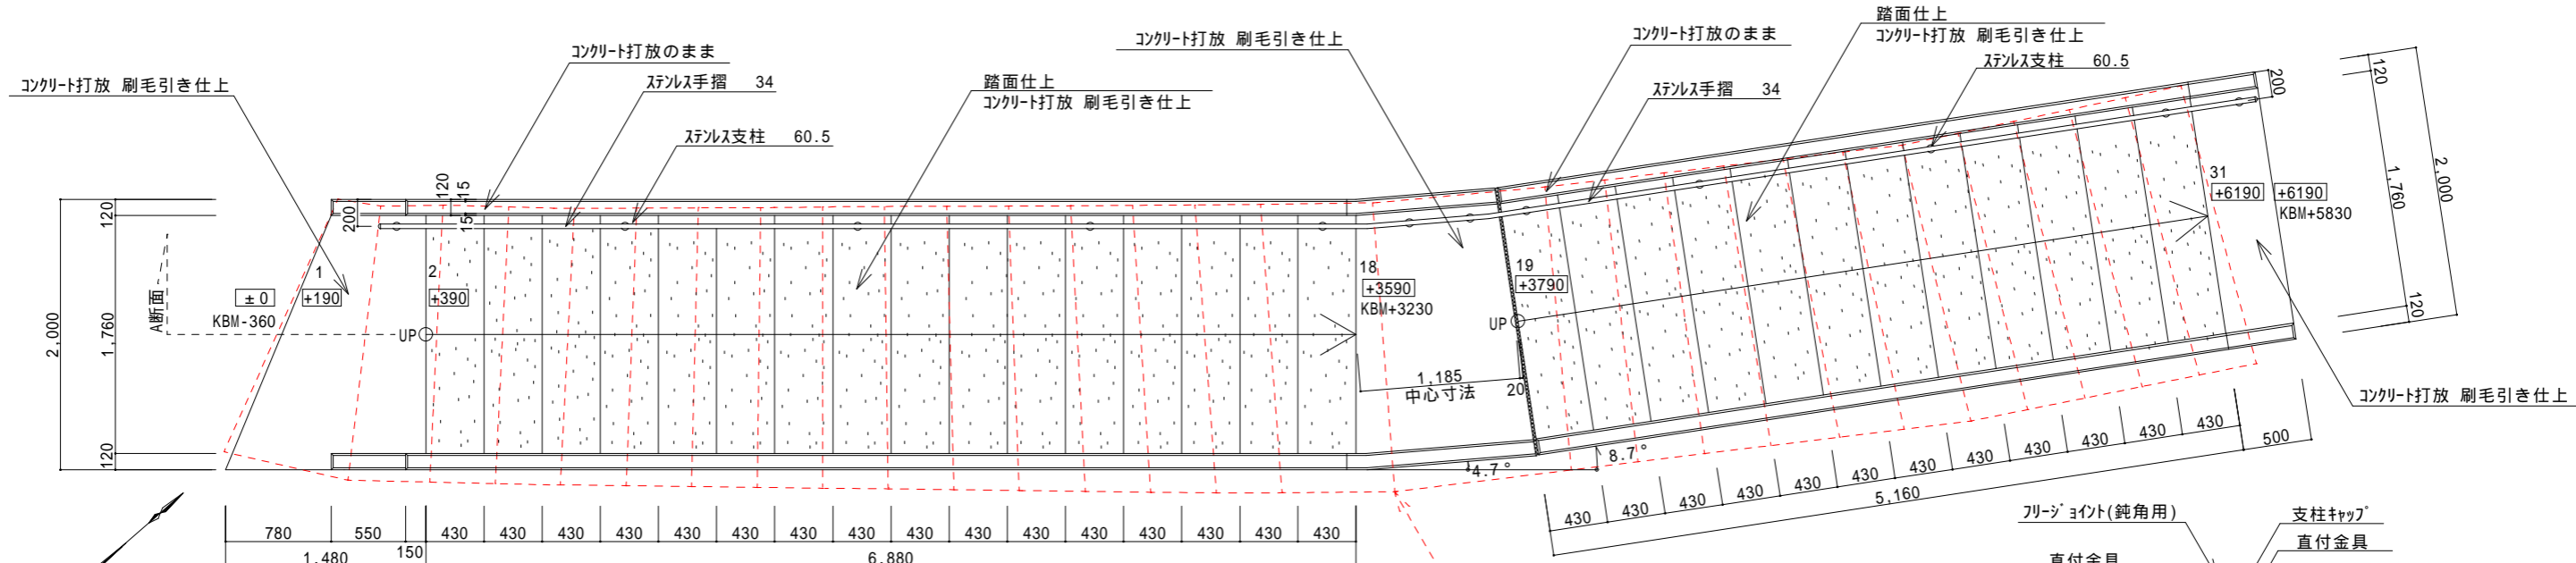 踏面仕上
コンクリート打放 刷毛引き仕上
ステンレス支柱 60.5
コンクリート打放のまま
ステンレス手摺 34
コンクリート打放 刷毛引き仕上
コンクリート打放のまま
ステンレス手摺 34
ステンレス支柱 60.5
踏面仕上
コンクリート打放 刷毛引き仕上
コンクリート打放 刷毛引き仕上
120
200
1,760
2,000
120
31
+6190
+6190
KBM+5830
120
15
15
200
120
1,760
120
2,000
A断面
±0
KBM-360
1
+190
2
+390
UP
18
+3590
KBM+3230
19
+3790
UP
20
1,185
中心寸法
4.7°
8.7°
コンクリート打放 刷毛引き仕上
430 430 430 430 430 430 430 430 430 430 430 430
500
5,160
780 550 150 430 430 430 430 430 430 430 430 430 430 430 430 430 430 430 430
1,480
6,880
フリージョイント(鈍角用)
支柱キャップ
直付金具
直付金具